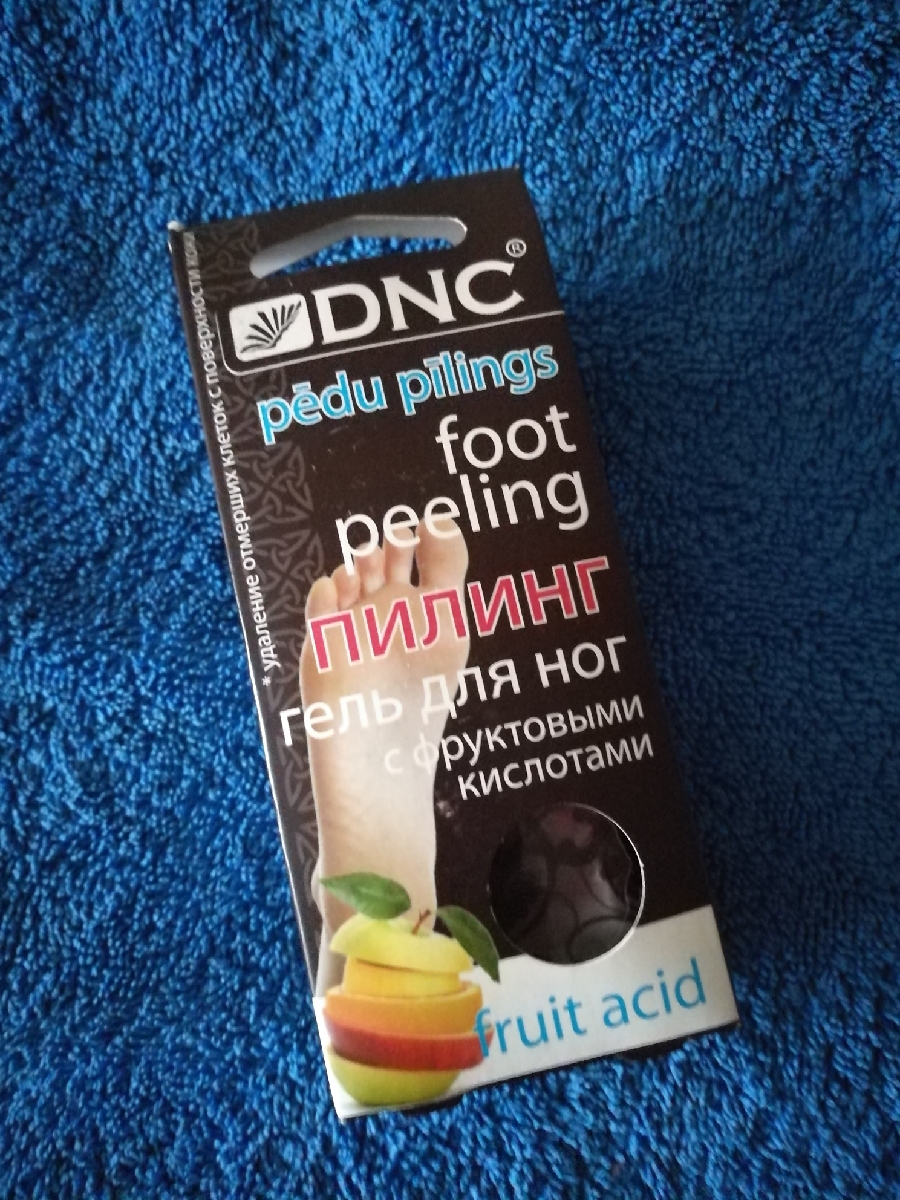 DNC®
pēdu pīlings
foot
peeling
ПИЛИНГ
гель для ног
с фруктовыми
кислотами
fruit acid
* удаление отмерших клеток с поверхности кожи